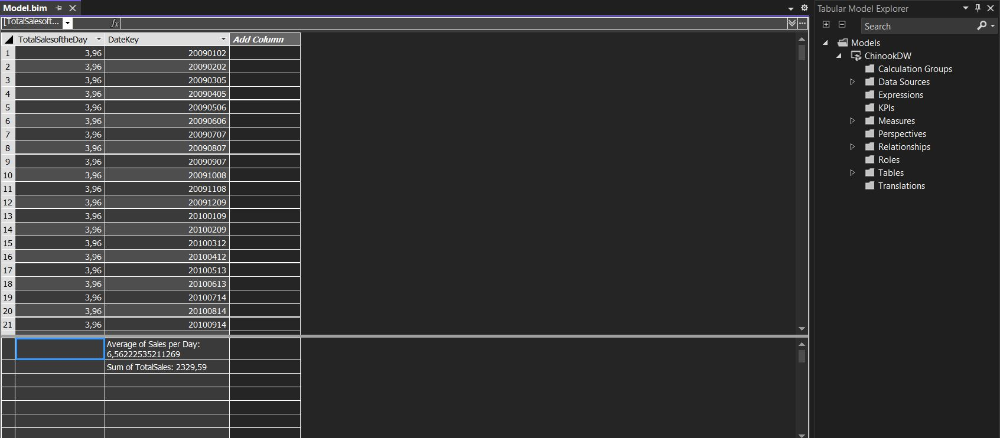 Model.bim
[TotalSalesoft...
fx
TotalSalesoftheDay DateKey Add Column
1 3,96 20090102
2 3,96 20090202
3 3,96 20090305
4 3,96 20090405
5 3,96 20090506
6 3,96 20090606
7 3,96 20090707
8 3,96 20090807
9 3,96 20090907
10 3,96 20091008
11 3,96 20091108
12 3,96 20091209
13 3,96 20100109
14 3,96 20100209
15 3,96 20100312
16 3,96 20100412
17 3,96 20100513
18 3,96 20100613
19 3,96 20100714
20 3,96 20100814
21 3,96 20100914
Average of Sales per Day:
6,56222535211269
Sum of TotalSales: 2329,59
Tabular Model Explorer
Search
Models
ChinookDW
Calculation Groups
Data Sources
Expressions
KPIs
Measures
Perspectives
Relationships
Roles
Tables
Translations